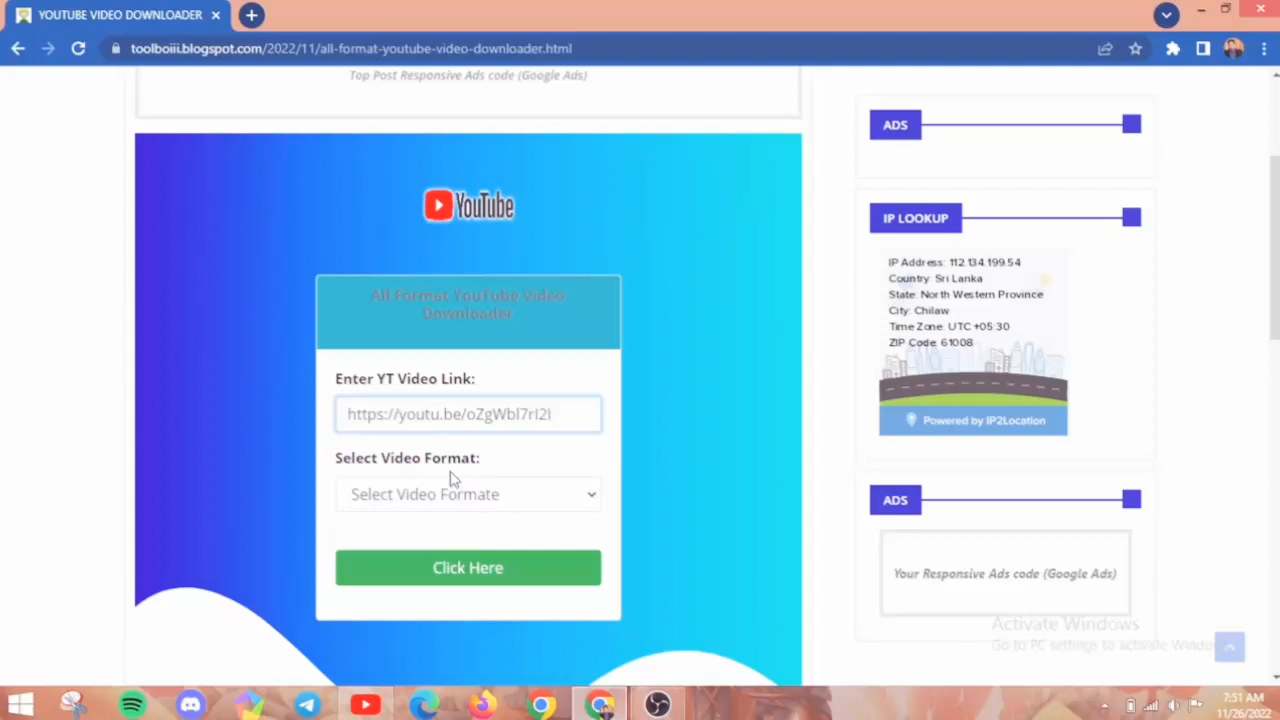 YOUTUBE VIDEO DOWNLOADER
toolboiii.blogspot.com/2022/11/all-format-youtube-video-downloader.html
Top Post Responsive Ads code (Google Ads)
YouTube
All Format YouTube Video
Downloader
Enter YT Video Link:
https://youtu.be/oZgWbl7rI2I
Select Video Format:
Select Video Formate
Click Here
ADS
IP LOOKUP
IP Address: 112.134.199.54
Country: Sri Lanka
State: North Western Province
City: Chilaw
Time Zone: UTC +05:30
ZIP Code: 61008
Powered by IP2Location
ADS
Your Responsive Ads code (Google Ads)
Activate Windows
Go to PC settings to activate Windo
7:51 AM
11/26/2022